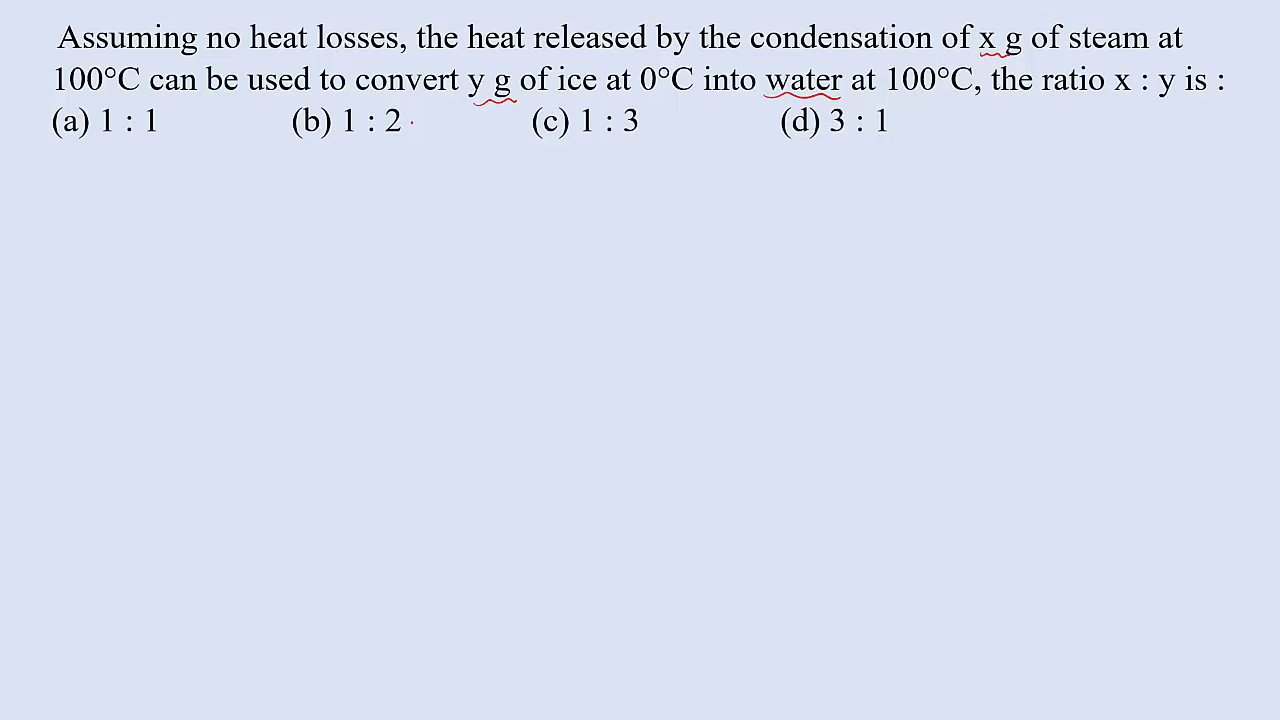 Assuming no heat losses, the heat released by the condensation of x g of steam at
100°C can be used to convert y g of ice at 0°C into water at 100°C, the ratio x : y is :
(a) 1 : 1 (b) 1 : 2 (c) 1 : 3 (d) 3 : 1